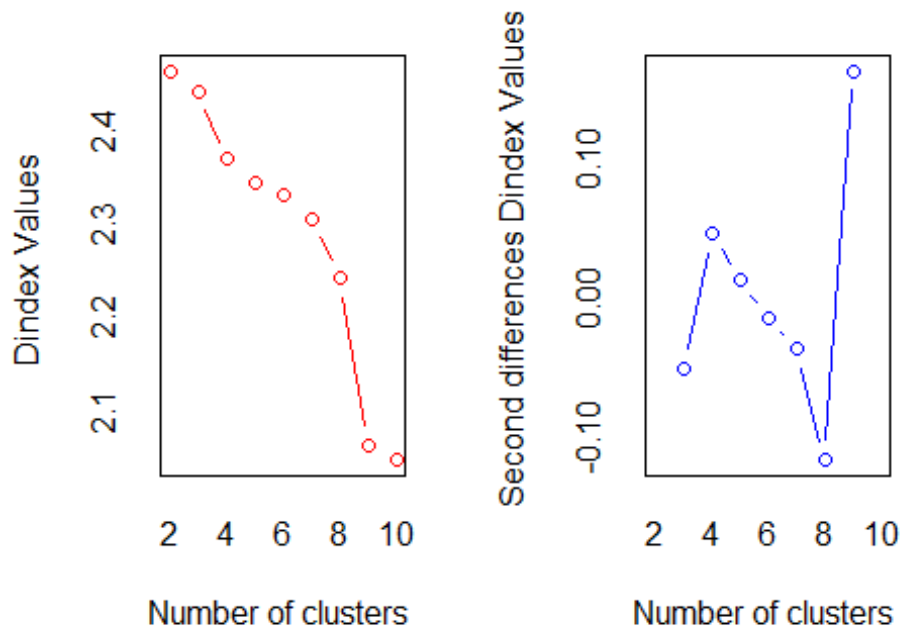 Dindex Values
2.1 2.2 2.3 2.4
2 4 6 8 10
Number of clusters
Second differences Dindex Values
-0.10 0.00 0.10
2 4 6 8 10
Number of clusters